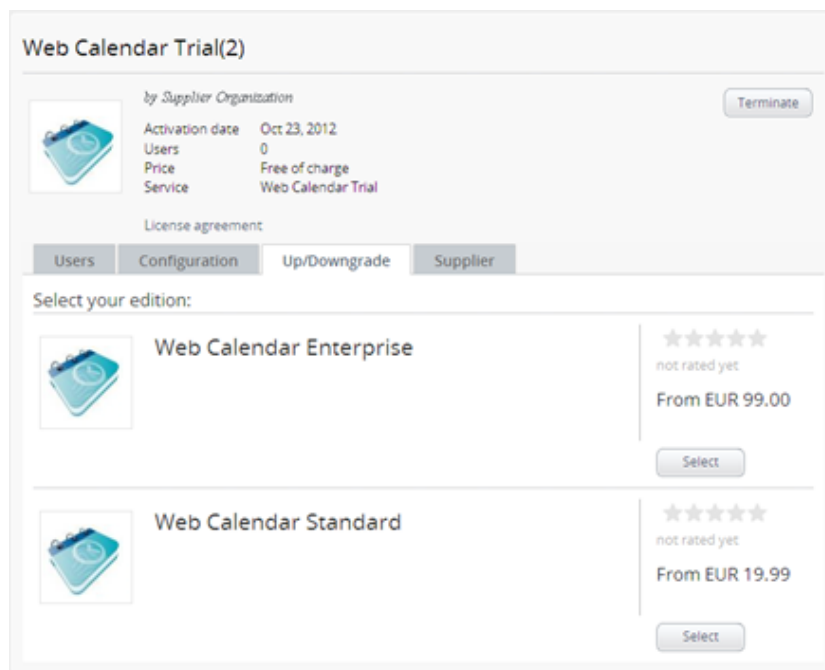 Web Calendar Trial(2)
by Supplier Organization
Terminate
Activation date Oct 23, 2012
Users 0
Price Free of charge
Service Web Calendar Trial
License agreement
Users Configuration Up/Downgrade Supplier
Select your edition:
Web Calendar Enterprise
not rated yet
From EUR 99.00
Select
Web Calendar Standard
not rated yet
From EUR 19.99
Select